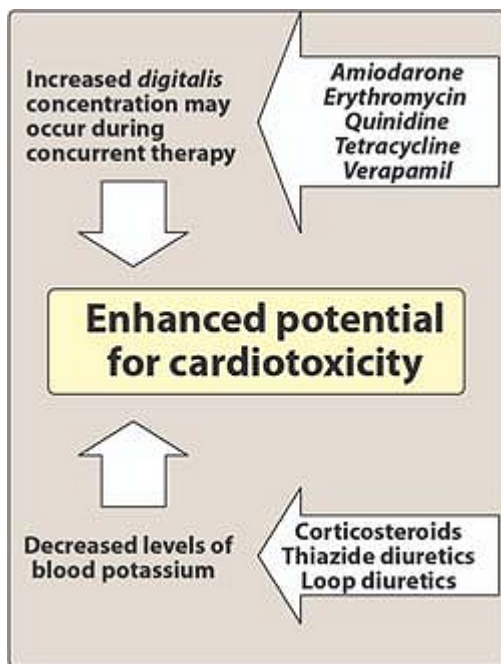 Increased digitalis
concentration may
occur during
concurrent therapy
Amiodarone
Erythromycin
Quinidine
Tetracycline
Verapamil
Enhanced potential
for cardiotoxicity
Decreased levels of
blood potassium
Corticosteroids
Thiazide diuretics
Loop diuretics